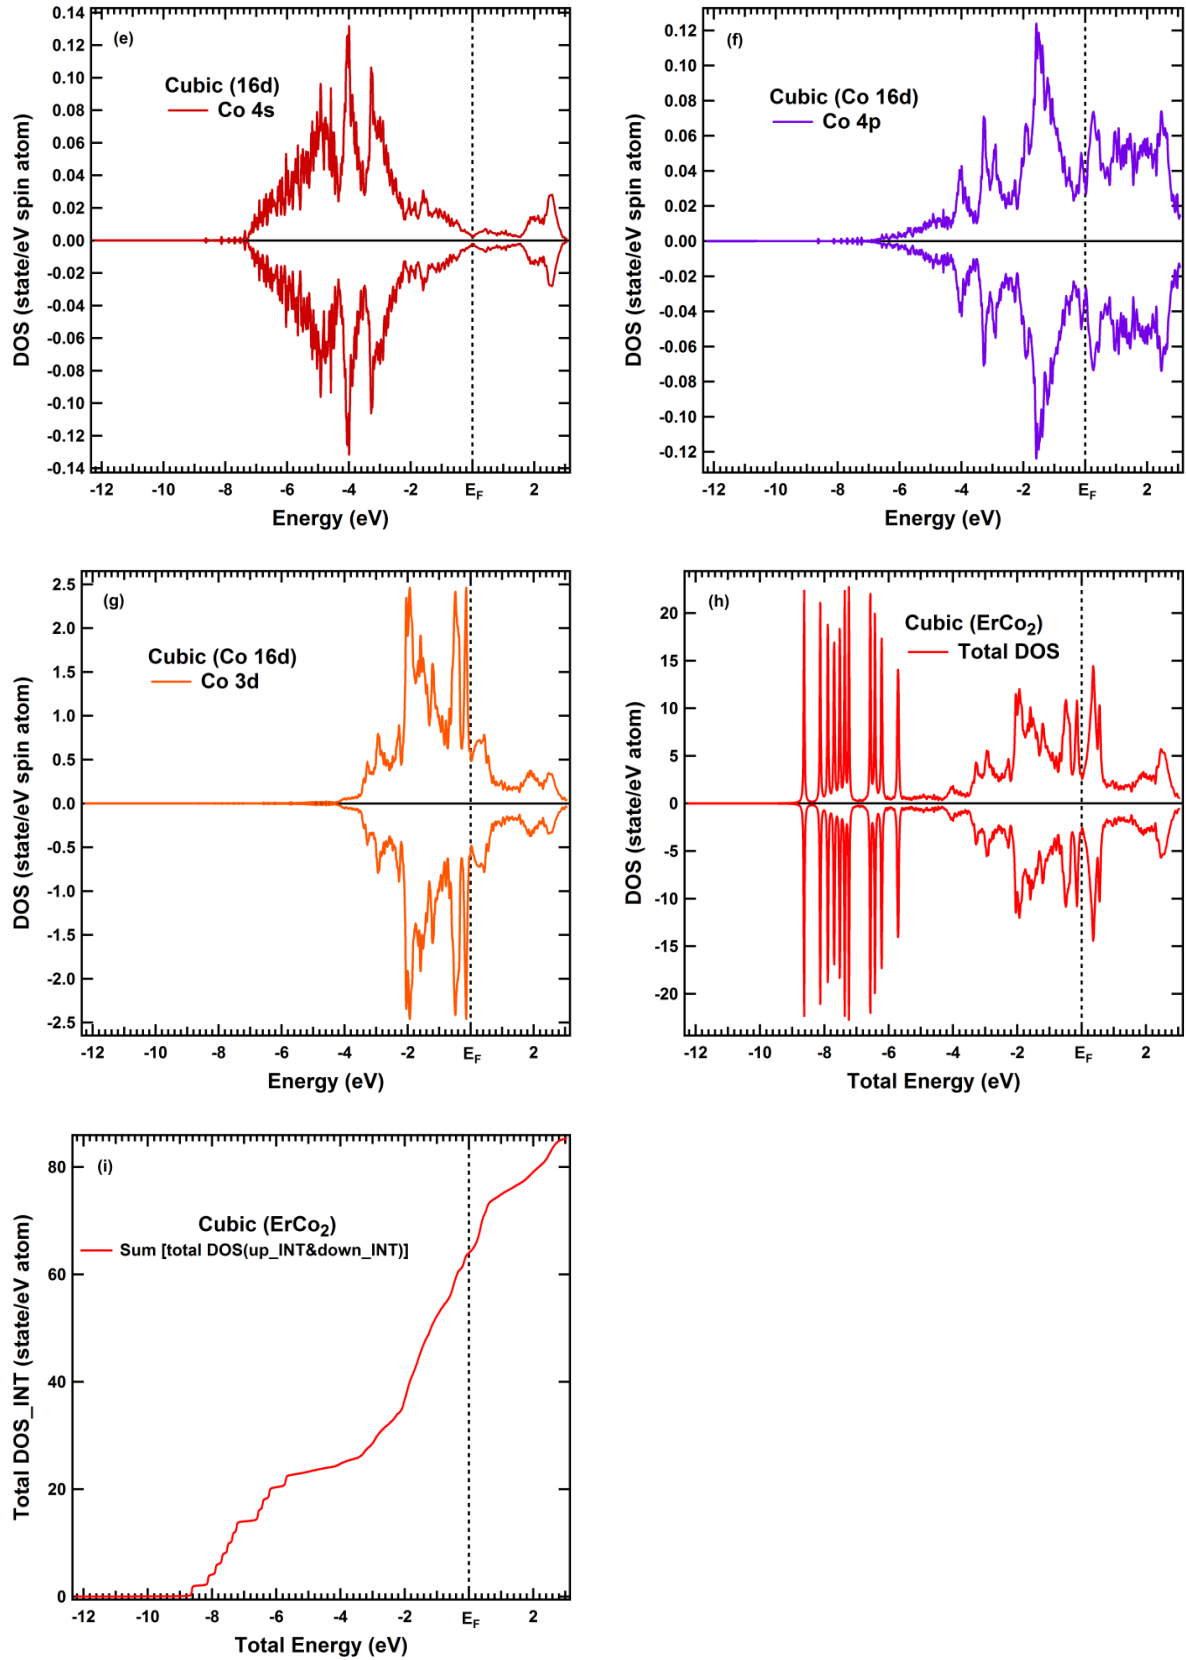 (e)
Cubic (16d)
Co 4s
DOS (state/eV spin atom)
0.14
0.12
0.10
0.08
0.06
0.04
0.02
0.00
-0.02
-0.04
-0.06
-0.08
-0.10
-0.12
-0.14
-12 -10 -8 -6 -4 -2 EF 2
Energy (eV)
(f)
Cubic (Co 16d)
Co 4p
DOS (state/eV spin atom)
0.12
0.10
0.08
0.06
0.04
0.02
0.00
-0.02
-0.04
-0.06
-0.08
-0.10
-0.12
-12 -10 -8 -6 -4 -2 EF 2
Energy (eV)
(g)
Cubic (Co 16d)
Co 3d
DOS (state/eV spin atom)
2.5
2.0
1.5
1.0
0.5
0.0
-0.5
-1.0
-1.5
-2.0
-2.5
-12 -10 -8 -6 -4 -2 EF 2
Energy (eV)
(h)
Cubic (ErCo2)
Total DOS
DOS (state/eV atom)
20
15
10
5
0
-5
-10
-15
-20
-12 -10 -8 -6 -4 -2 EF 2
Total Energy (eV)
(i)
Cubic (ErCo2)
Sum [total DOS(up_INT&down_INT)]
Total DOS_INT (state/eV atom)
80
60
40
20
0
-12 -10 -8 -6 -4 -2 EF 2
Total Energy (eV)